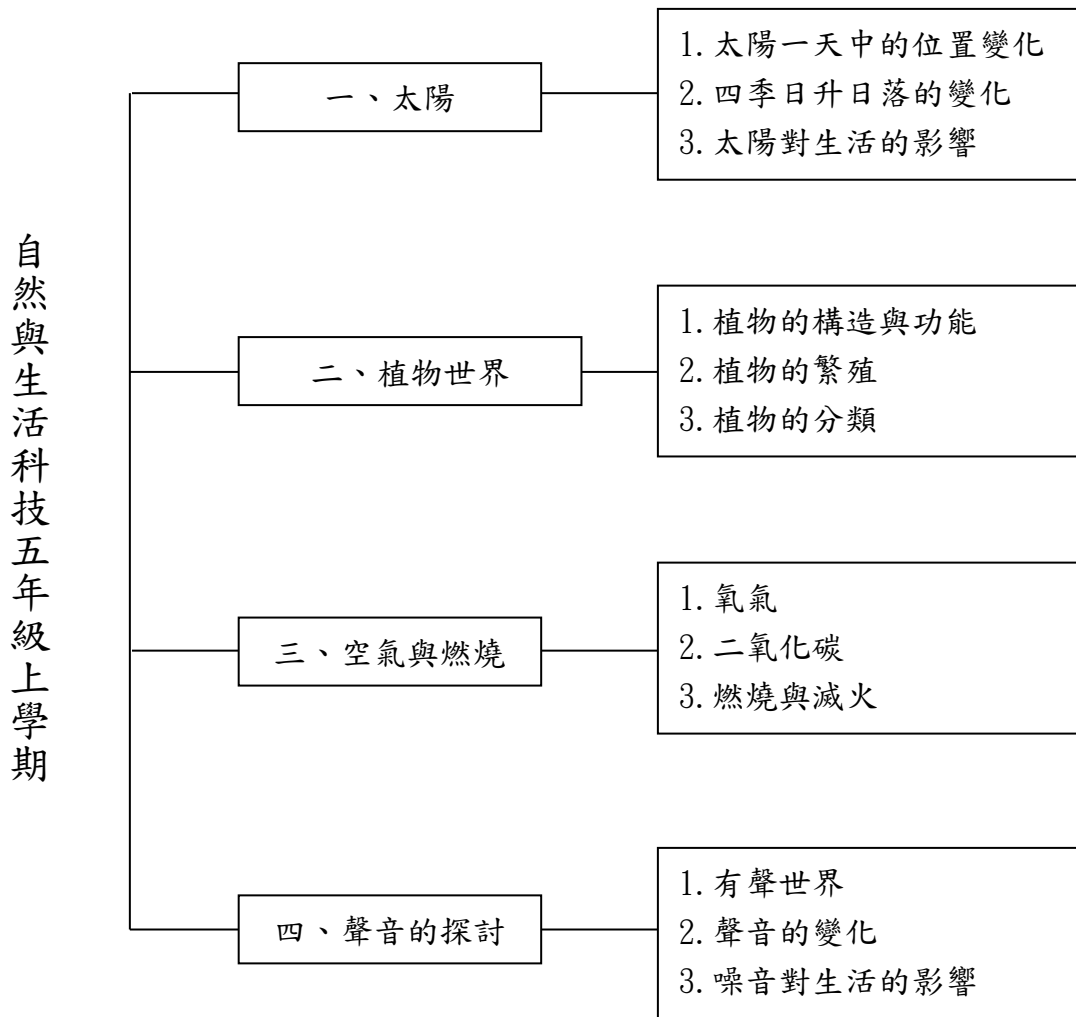 自然與生活科技五年級上學期
一、太陽
1.太陽一天中的位置變化
2.四季日升日落的變化
3.太陽對生活的影響
二、植物世界
1.植物的構造與功能
2.植物的繁殖
3.植物的分類
三、空氣與燃燒
1.氧氣
2.二氧化碳
3.燃燒與滅火
四、聲音的探討
1.有聲世界
2.聲音的變化
3.噪音對生活的影響